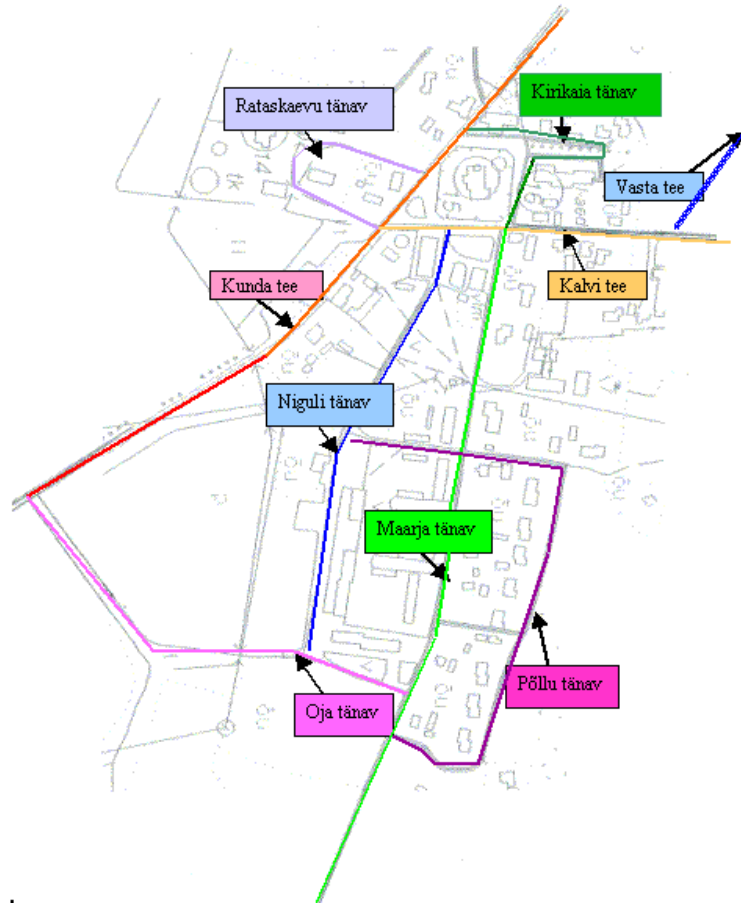 Kirikaia tänav
Rataskaevu tänav
Vasta tee
Kunda tee
Kalvi tee
Niguli tänav
Maarja tänav
Põllu tänav
Oja tänav